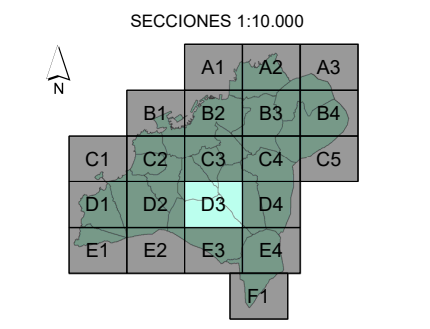 SECCIONES 1:10.000
N
A1 A2 A3
B1 B2 B3 B4
C1 C2 C3 C4 C5
D1 D2 D3 D4
E1 E2 E3 E4
F1